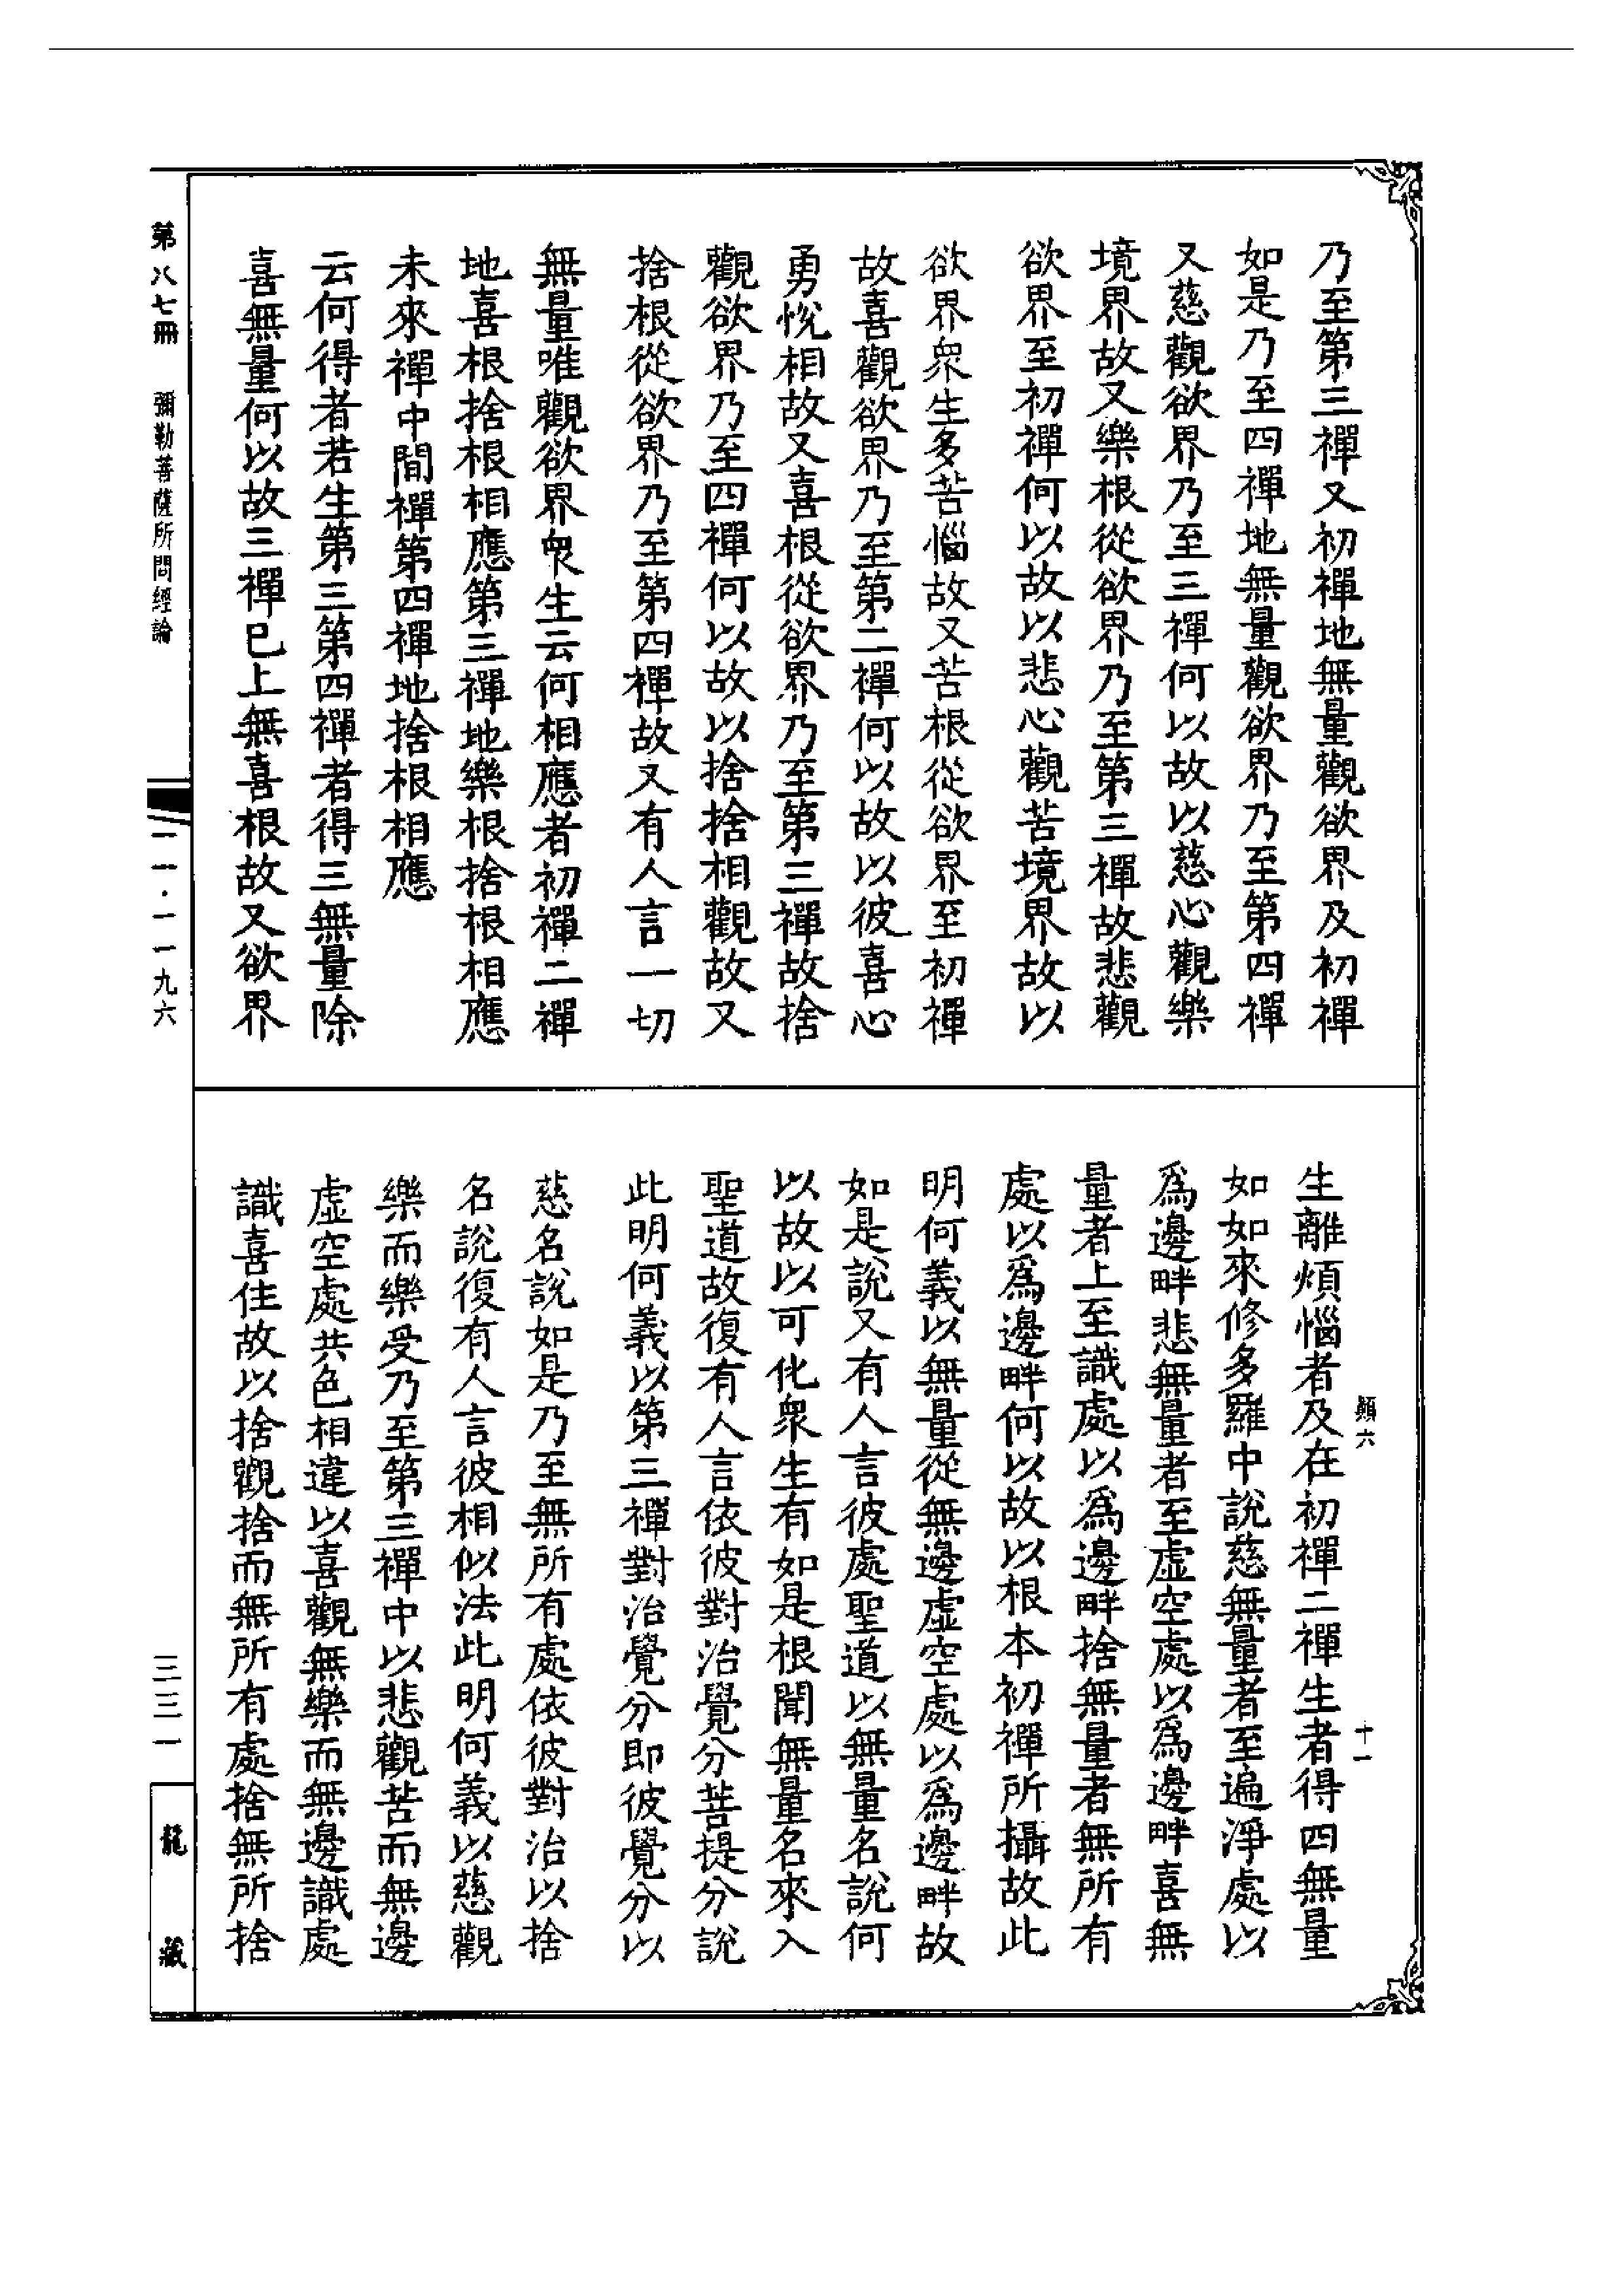 乃至第三禪又初禪地無量觀欲界及初禪
如是乃至四禪地無量觀欲界乃至第四禪
又慈觀欲界乃至三禪何以故以慈心觀樂
境界故又樂根從欲界乃至第三禪故悲觀
欲界至初禪何以故以悲心觀苦境界故以
欲界衆生多苦惱故又苦根從欲界至初禪
故喜觀欲界乃至第二禪何以故以彼喜心
勇悅相故又喜根從欲界乃至第三禪故捨
觀欲界乃至四禪何以故以捨捨相觀故又
捨根從欲界乃至第四禪故又有人言一切
無量唯觀欲界衆生云何相應者初禪二禪
地喜根捨根相應第三禪地樂根捨根相應
未來禪中間禪第四禪地捨根相應
云何得者若生第三第四禪者得三無量除
喜無量何以故三禪已上無喜根故又欲界
生離煩惱者及在初禪二禪生者得四無量
如如來修多羅中說慈無量者至遍淨處以
爲邊畔悲無量者至虛空處以爲邊畔喜無
量者上至識處以爲邊畔捨無量者無所有
處以爲邊畔何以故以根本初禪所攝故此
明何義以無量從無邊虛空處以爲邊畔故
如是說又有人言彼處聖道以無量名說何
以故以可化衆生有如是根聞無量名來入
聖道故復有人言依彼對治覺分菩提分說
此明何義以第三禪對治覺分即彼覺分以
慈名說如是乃至無所有處依彼對治以捨
名說復有人言彼相似法此明何義以慈觀
樂而樂受乃至第三禪中以悲觀苦而無邊
虛空處共色相違以喜觀無樂而無邊識處
識喜住故以捨觀捨而無所有處捨無所捨
顛六
十一
第八七冊 彌勒菩薩所問經論
一一·一一九六
三三一
龍藏